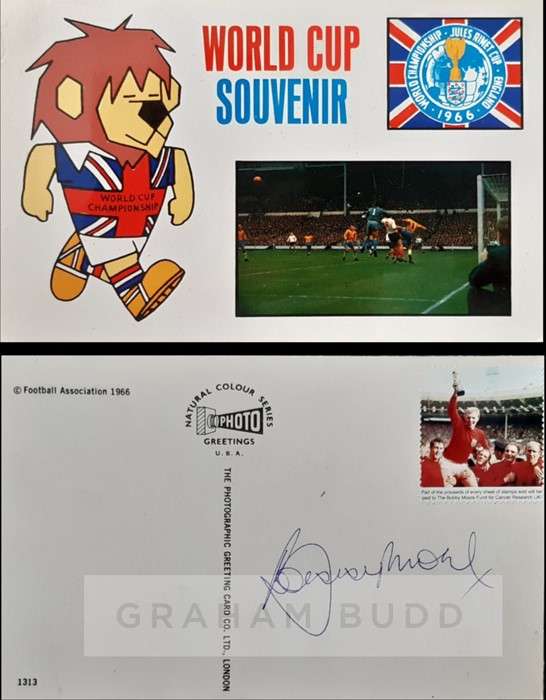 WORLD CUP
SOUVENIR
WORLD CHAMPIONSHIP · JULES RIMET CUP · ENGLAND
1966
WORLD CUP
CHAMPIONSHIP
© Football Association 1966
NATURAL COLOUR SERIES
PHOTO
GREETINGS
U.B.A.
THE PHOTOGRAPHIC GREETING CARD CO. LTD., LONDON
Part of the proceeds of every sheet of stamps sold will be
paid to The Bobby Moore Fund for Cancer Research UK
Bobby Moore x
GRAHAM BUDD
1313